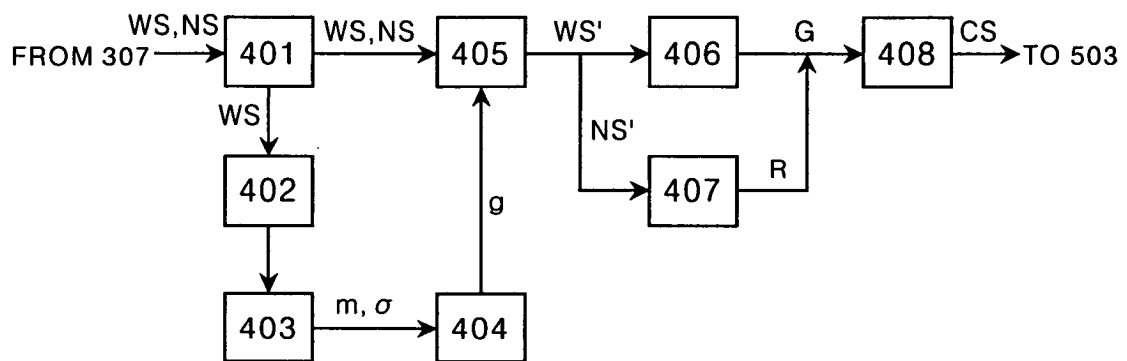 WS,NS
WS,NS
WS'
G
CS
FROM 307
401
405
406
408
TO 503
WS
NS'
R
402
407
g
m, σ
403
404